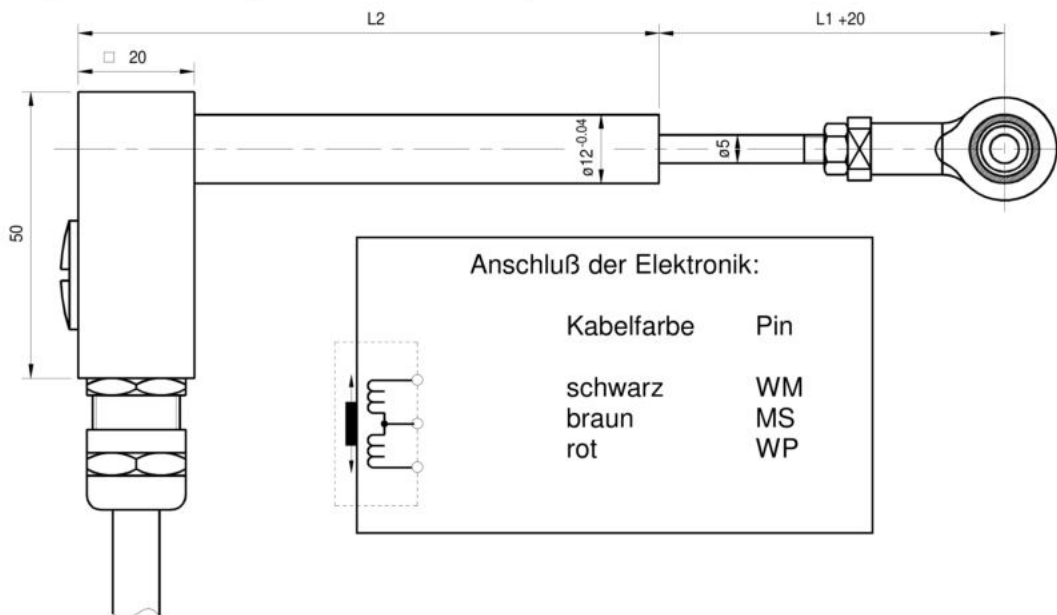 L2
L1 +20
□ 20
50
ø12-0.04
ø5
Anschluß der Elektronik:
Kabelfarbe Pin
schwarz WM
braun MS
rot WP